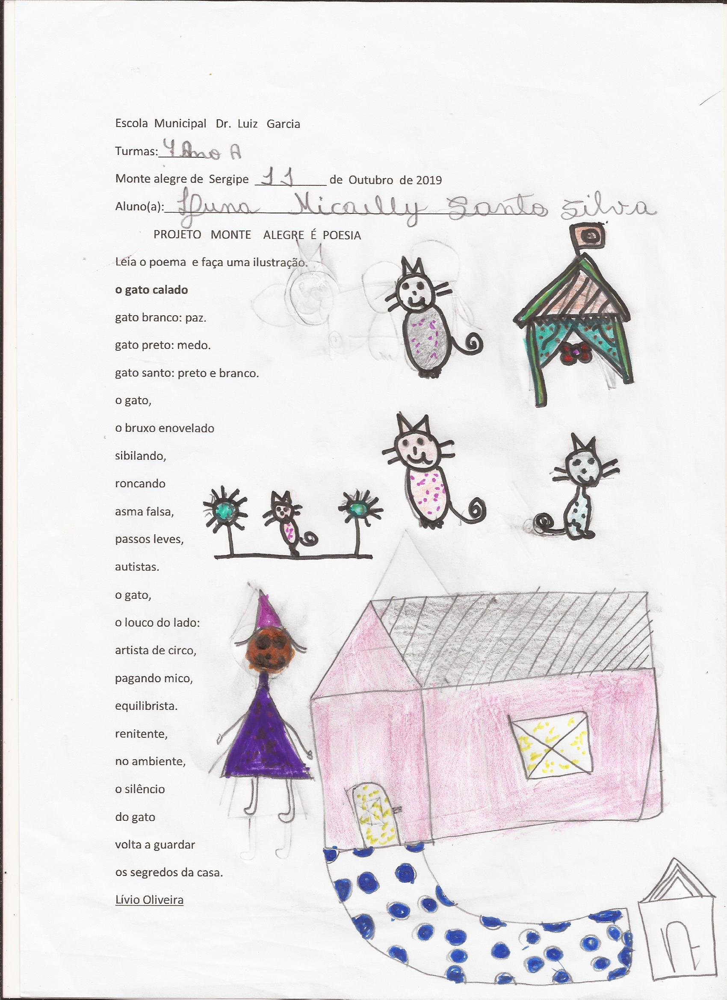 Escola Municipal Dr. Luiz Garcia
Turmas: 4 Ano A
Monte alegre de Sergipe 11 de Outubro de 2019
Aluno(a): Micaelly Santo Silva
PROJETO MONTE ALEGRE É POESIA
Leia o poema e faça uma ilustração.
o gato calado
gato branco: paz.
gato preto: medo.
gato santo: preto e branco.
o gato,
o bruxo enovelado
sibilando,
roncando
asma falsa,
passos leves,
autistas.
o gato,
o louco do lado:
artista de circo,
pagando mico,
equilibrista.
renitente,
no ambiente,
o silêncio
do gato
volta a guardar
os segredos da casa.
Lívio Oliveira